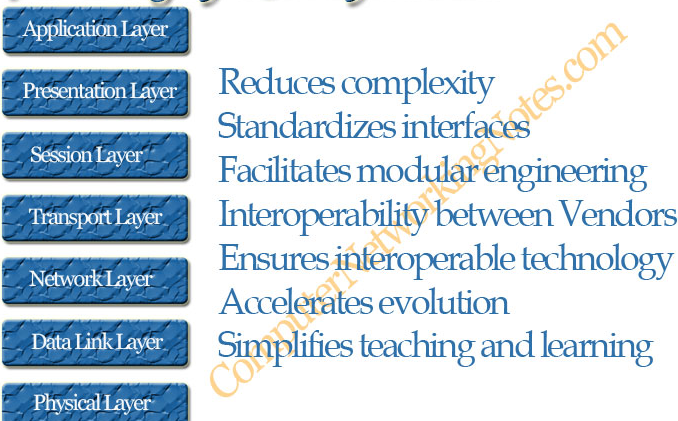 Application Layer
Presentation Layer
Session Layer
Transport Layer
Network Layer
Data Link Layer
Physical Layer
Reduces complexity
Standardizes interfaces
Facilitates modular engineering
Interoperability between Vendors
Ensures interoperable technology
Accelerates evolution
Simplifies teaching and learning
ComputerNetworkingNotes.com